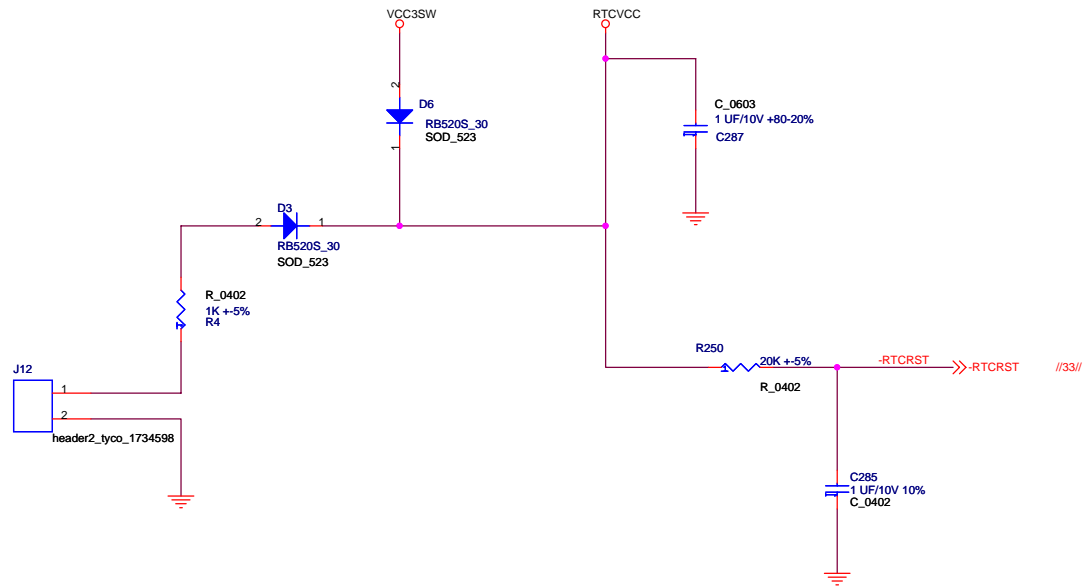 VCC3SW
RTCVCC
2
D6
RB520S_30
SOD_523
1
C_0603
1 UF/10V +80-20%
C287
D3
2
1
RB520S_30
SOD_523
R_0402
1K +-5%
R4
1
J12
1
2
header2_tyco_1734598
R250
1
20K +-5%
R_0402
-RTCRST
-RTCRST
//33//
C285
1 UF/10V 10%
C_0402